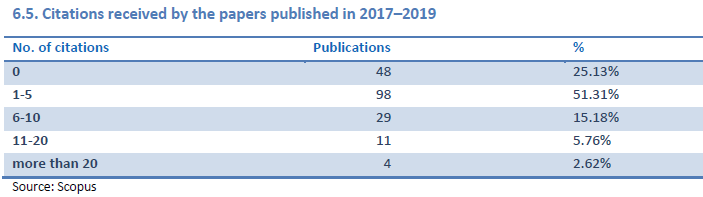 6.5. Citations received by the papers published in 2017–2019
No. of citations Publications %
0 48 25.13%
1-5 98 51.31%
6-10 29 15.18%
11-20 11 5.76%
more than 20 4 2.62%
Source: Scopus